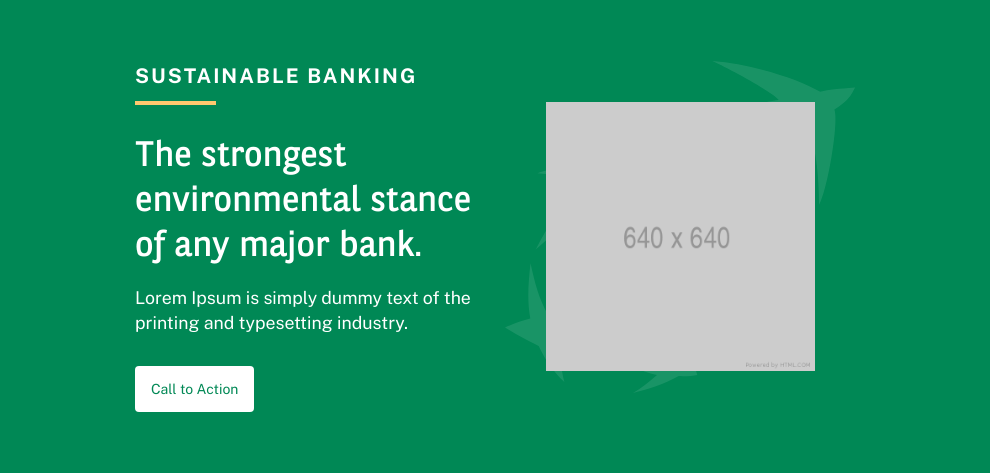 SUSTAINABLE BANKING
The strongest
environmental stance
of any major bank.
Lorem Ipsum is simply dummy text of the
printing and typesetting industry.
Call to Action
640 x 640
Powered by HTML.COM